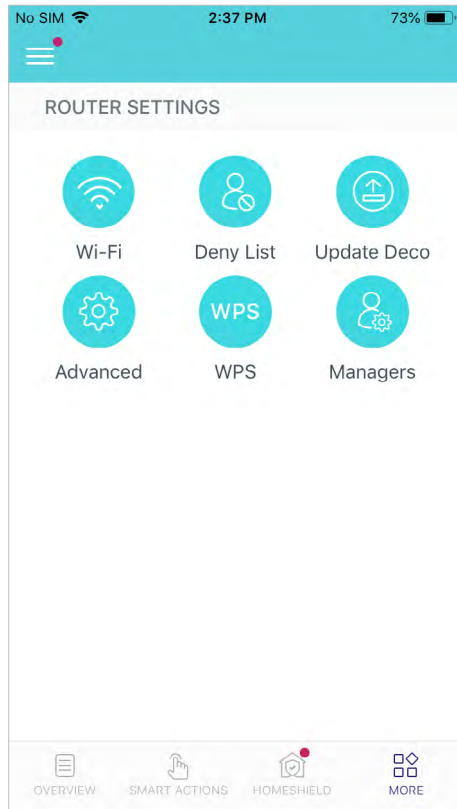 No SIM 2:37 PM 73%
ROUTER SETTINGS
Wi-Fi Deny List Update Deco
WPS
Advanced WPS Managers
OVERVIEW SMART ACTIONS HOMESHIELD MORE